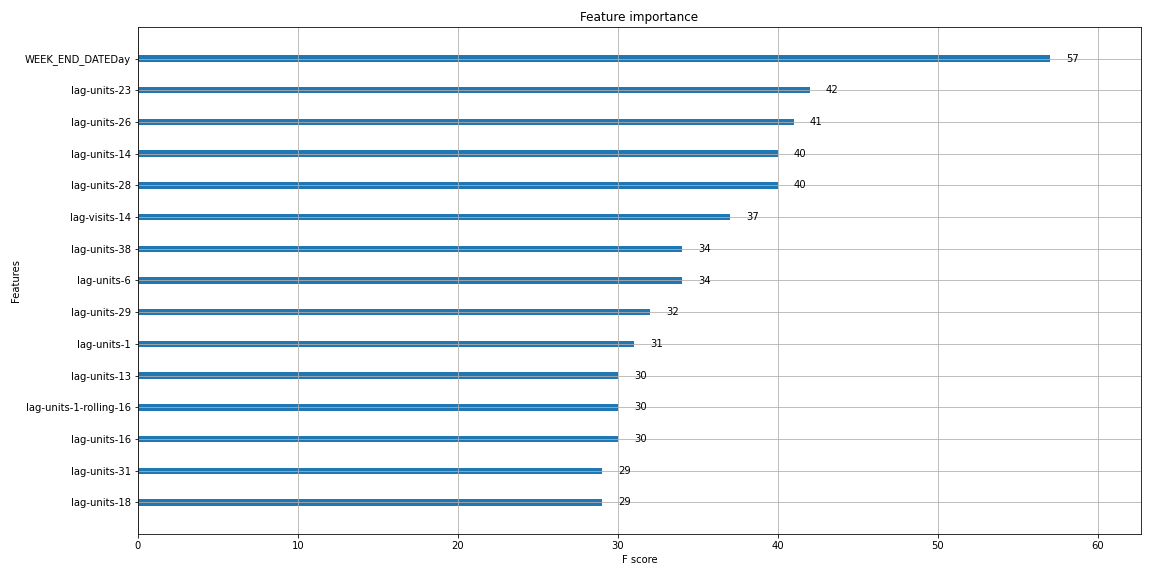 Feature importance
Features
WEEK_END_DATEDay 57
lag-units-23 42
lag-units-26 41
lag-units-14 40
lag-units-28 40
lag-visits-14 37
lag-units-38 34
lag-units-6 34
lag-units-29 32
lag-units-1 31
lag-units-13 30
lag-units-1-rolling-16 30
lag-units-16 30
lag-units-31 29
lag-units-18 29
0 10 20 30 40 50 60
F score